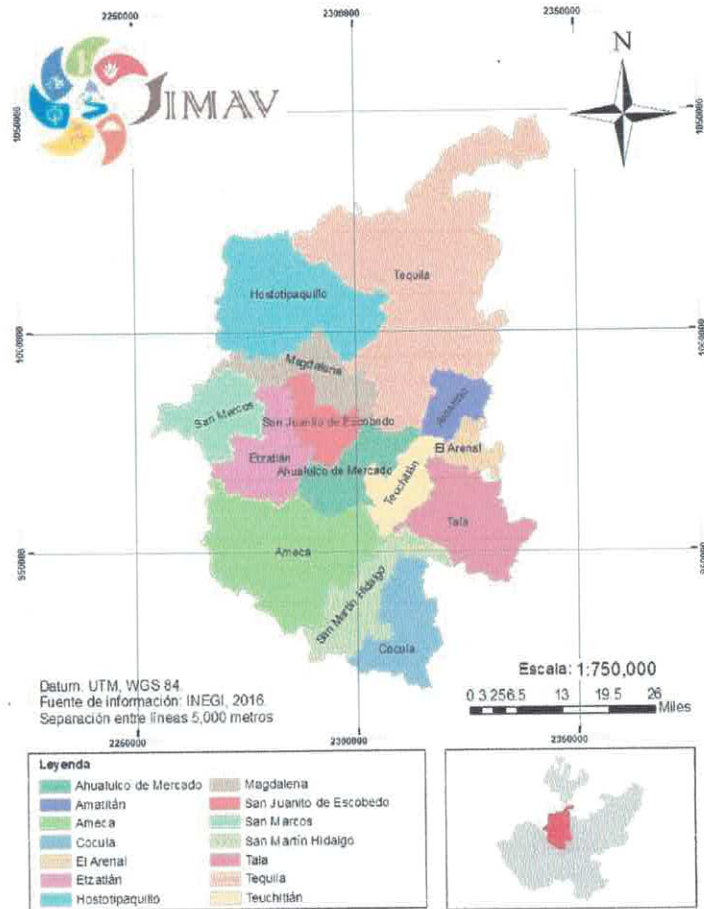 2250000 2300000 2350000
N
JIMAV
1050000 1050000
Tequila
Hostotipaquillo
1000000 1000000
Magdalena
San Marcos
Amatitán
San Juanito de Escobedo
El Arenal
Etzatlán
Ahualulco de Mercado
Teuchitlán
Tala
Ameca
950000 950000
San Martín Hidalgo
Cocula
Escala: 1:750,000
Datum: UTM, WGS 84.
Fuente de información: INEGI, 2016.
Separación entre líneas 5,000 metros
0 3.25 6.5 13 19.5 26
Miles
2250000 2300000 2350000
Leyenda
Ahualulco de Mercado Magdalena
Amatitán San Juanito de Escobedo
Ameca San Marcos
Cocula San Martín Hidalgo
El Arenal Tala
Etzatlán Tequila
Hostotipaquillo Teuchitlán